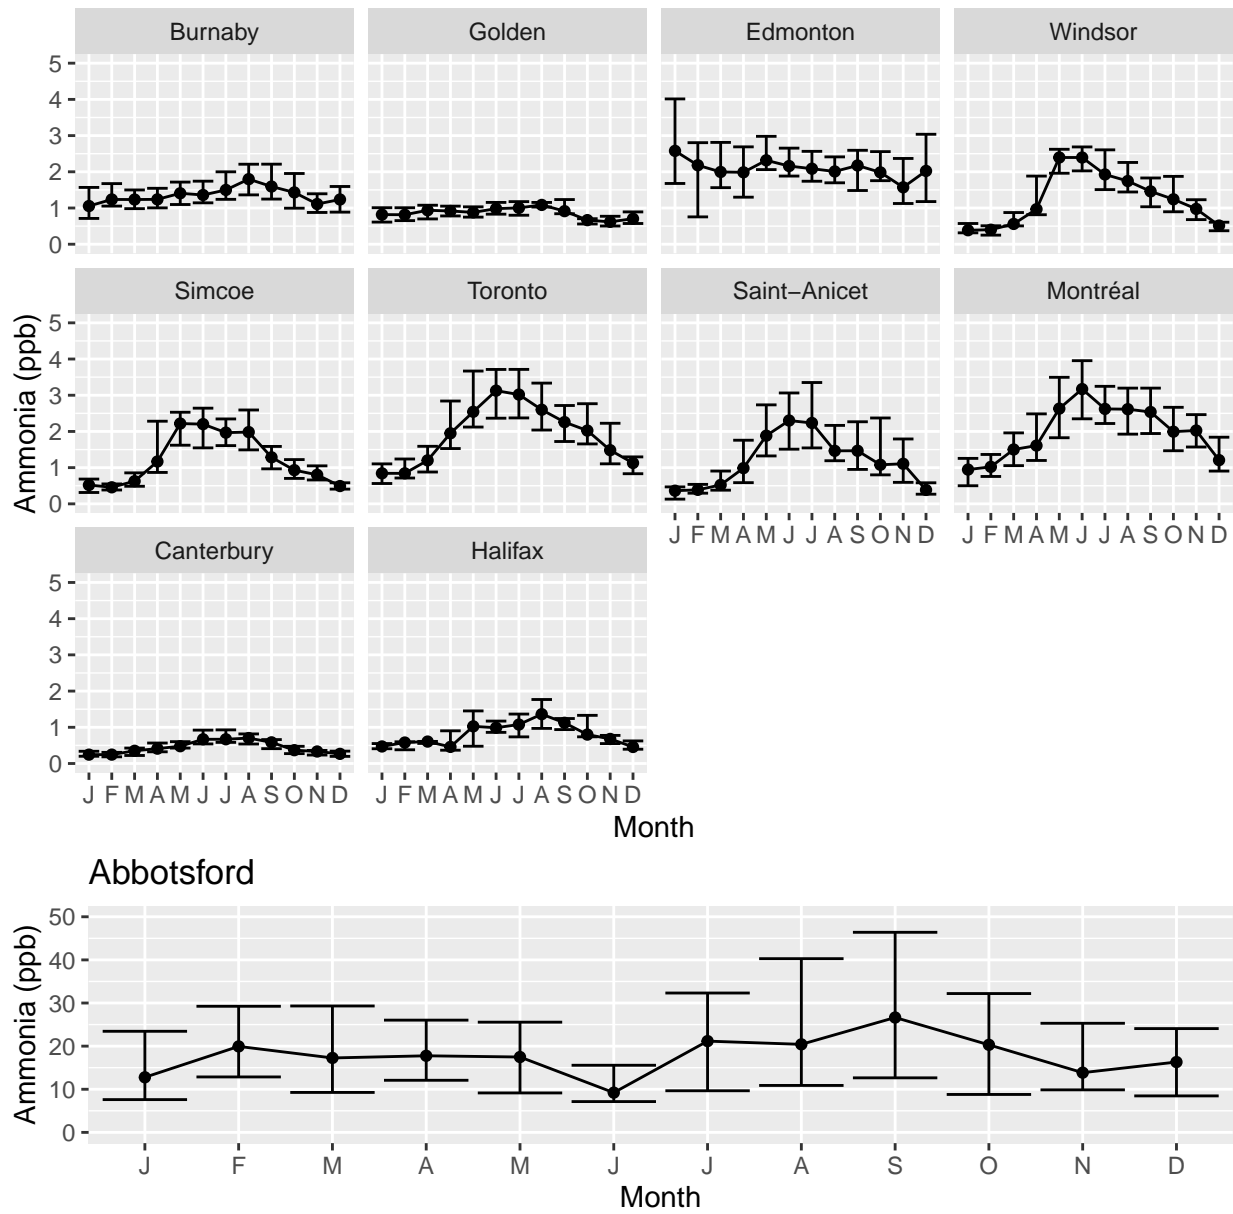 Burnaby Golden Edmonton Windsor
5
4
3
2
1
0
Simcoe Toronto Saint−Anicet Montréal
Ammonia (ppb)
5
4
3
2
1
0
J F M A M J J A S O N D J F M A M J J A S O N D
Canterbury Halifax
5
4
3
2
1
0
J F M A M J J A S O N D J F M A M J J A S O N D
Month
Abbotsford
Ammonia (ppb)
50
40
30
20
10
0
J F M A M J J A S O N D
Month